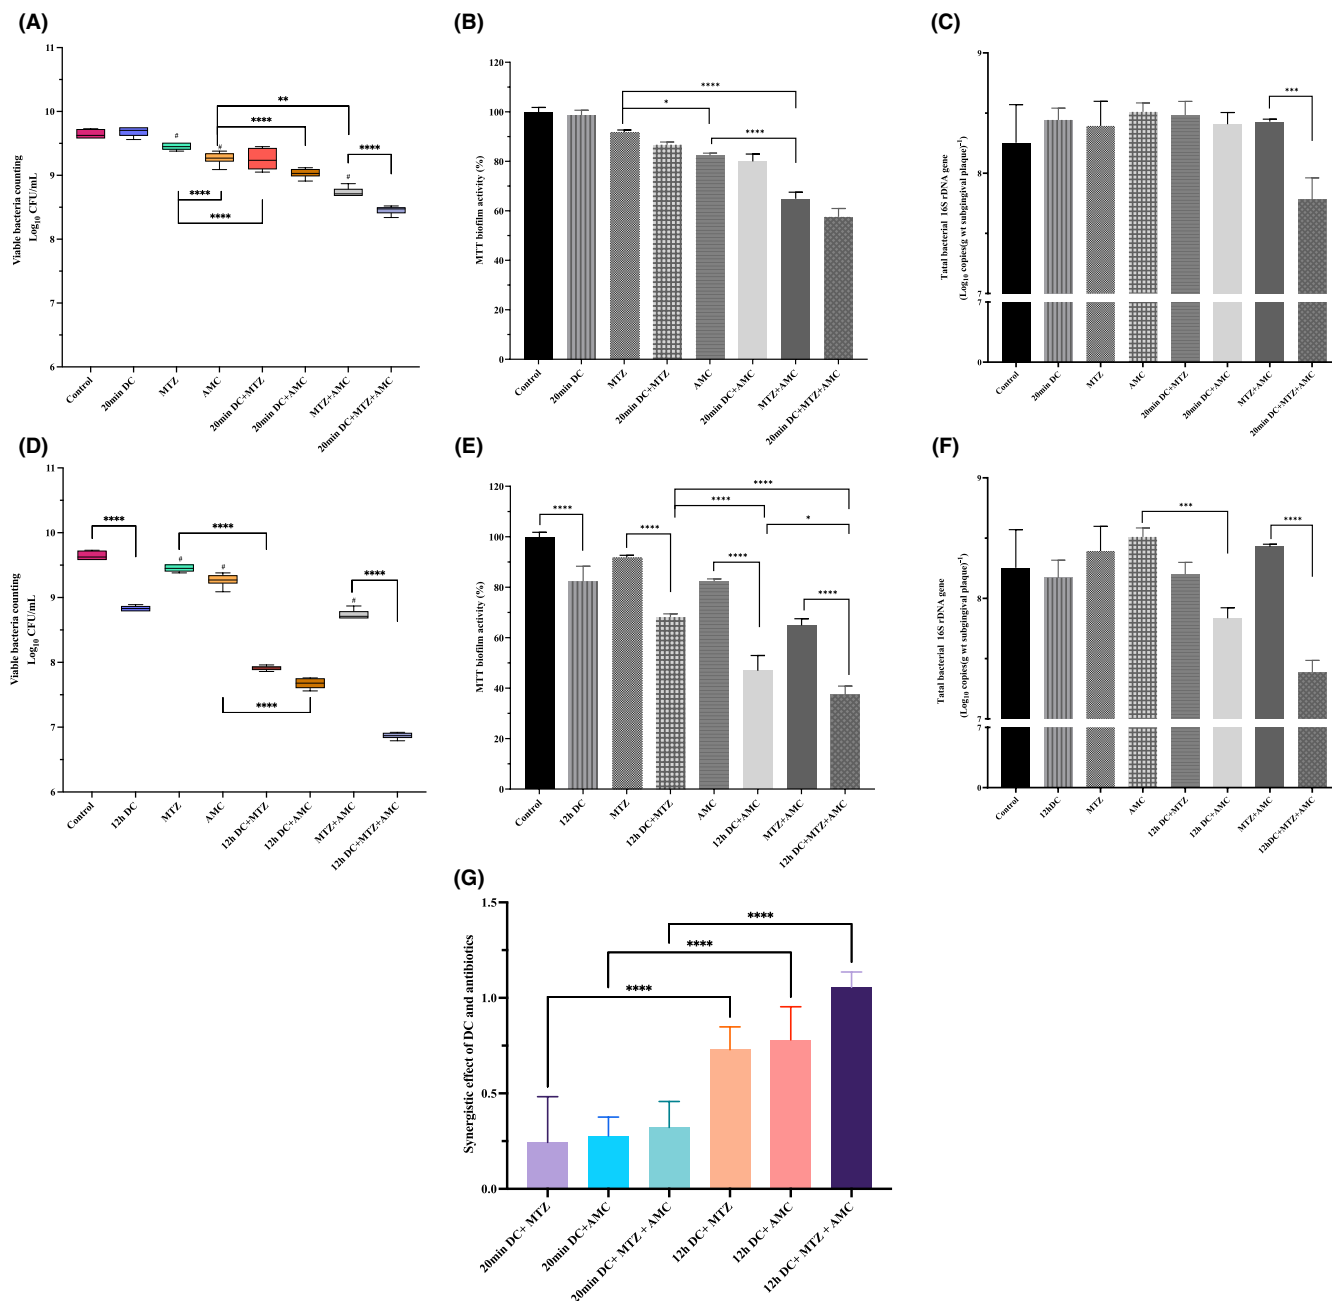 (A)
Viable bacteria counting
Log10 CFU/mL
11
10
9
8
7
6
**
****
****
****
****
#
#
#
Control
20min DC
MTZ
AMC
20min DC+MTZ
20min DC+AMC
MTZ+AMC
20min DC+MTZ+AMC
(B)
MTT biofilm activity (%)
120
100
80
60
40
20
0
****
*
****
Control
20min DC
MTZ
20min DC+MTZ
AMC
20min DC+AMC
MTZ+AMC
20min DC+MTZ+AMC
(C)
Tatal bacterial 16S rDNA gene
(Log10 copies(g wt subgingival plaque)-1
9
8
7
7
0
***
Control
20min DC
MTZ
AMC
20min DC+MTZ
20min DC+AMC
MTZ+AMC
20min DC+MTZ+AMC
(D)
Viable bacteria counting
Log10 CFU/mL
11
10
9
8
7
6
****
****
****
****
#
#
#
Control
12h DC
MTZ
AMC
12h DC+MTZ
12h DC+AMC
MTZ+AMC
12h DC+MTZ+AMC
(E)
MTT biofilm activity (%)
120
100
80
60
40
20
0
****
****
*
****
****
****
****
Control
12h DC
MTZ
12h DC+MTZ
AMC
12h DC+AMC
MTZ+AMC
12h DC+MTZ+AMC
(F)
Tatal bacterial 16S rDNA gene
(Log10 copies(g wt subgingival plaque)-1
9
8
7
7
0
***
****
Control
12hDC
MTZ
AMC
12h DC+MTZ
12h DC+AMC
MTZ+AMC
12hDC+MTZ+AMC
(G)
Synergistic effect of DC and antibiotics
1.5
1.0
0.5
0.0
****
****
****
20min DC+ MTZ
20min DC+AMC
20min DC+ MTZ + AMC
12h DC+ MTZ
12h DC+ AMC
12h DC+ MTZ + AMC